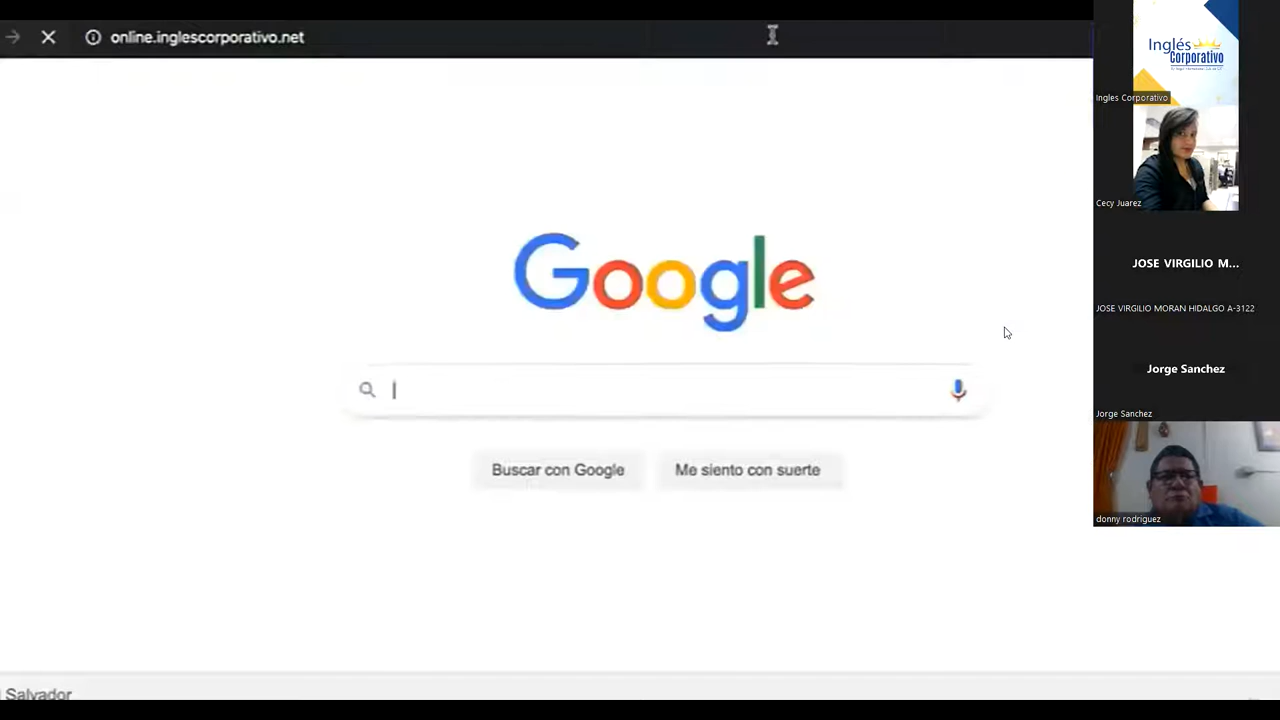 online.inglescorporativo.net
Google
Buscar con Google
Me siento con suerte
Salvador
Inglés
Corporativo
Ingles Corporativo
Cecy Juarez
JOSE VIRGILIO M...
JOSE VIRGILIO MORAN HIDALGO A-3122
Jorge Sanchez
Jorge Sanchez
donny rodriguez